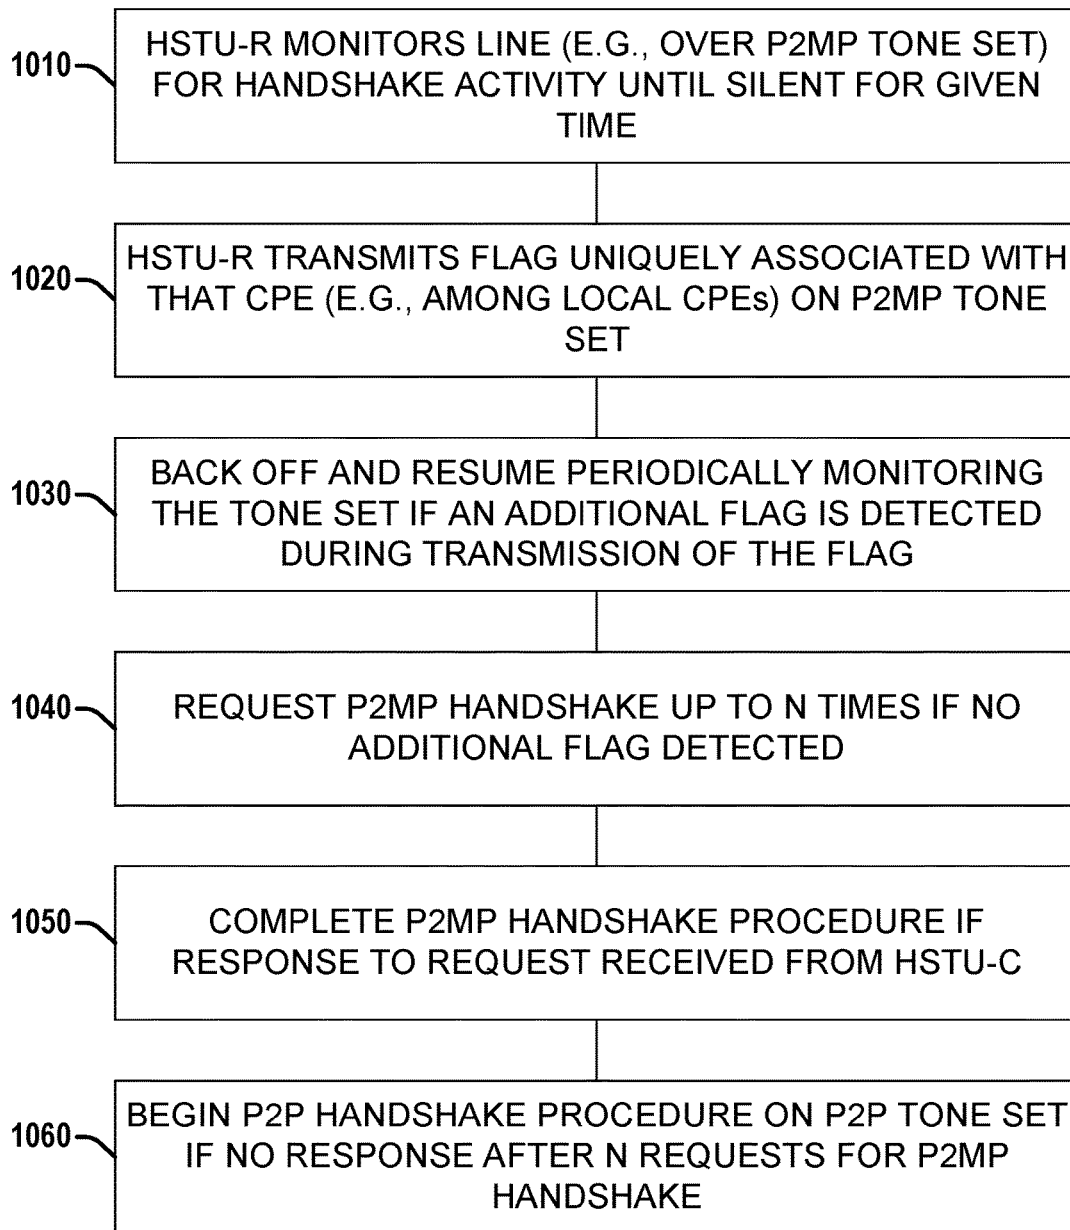 1010
HSTU-R MONITORS LINE (E.G., OVER P2MP TONE SET)
FOR HANDSHAKE ACTIVITY UNTIL SILENT FOR GIVEN
TIME
1020
HSTU-R TRANSMITS FLAG UNIQUELY ASSOCIATED WITH
THAT CPE (E.G., AMONG LOCAL CPEs) ON P2MP TONE
SET
1030
BACK OFF AND RESUME PERIODICALLY MONITORING
THE TONE SET IF AN ADDITIONAL FLAG IS DETECTED
DURING TRANSMISSION OF THE FLAG
1040
REQUEST P2MP HANDSHAKE UP TO N TIMES IF NO
ADDITIONAL FLAG DETECTED
1050
COMPLETE P2MP HANDSHAKE PROCEDURE IF
RESPONSE TO REQUEST RECEIVED FROM HSTU-C
1060
BEGIN P2P HANDSHAKE PROCEDURE ON P2P TONE SET
IF NO RESPONSE AFTER N REQUESTS FOR P2MP
HANDSHAKE